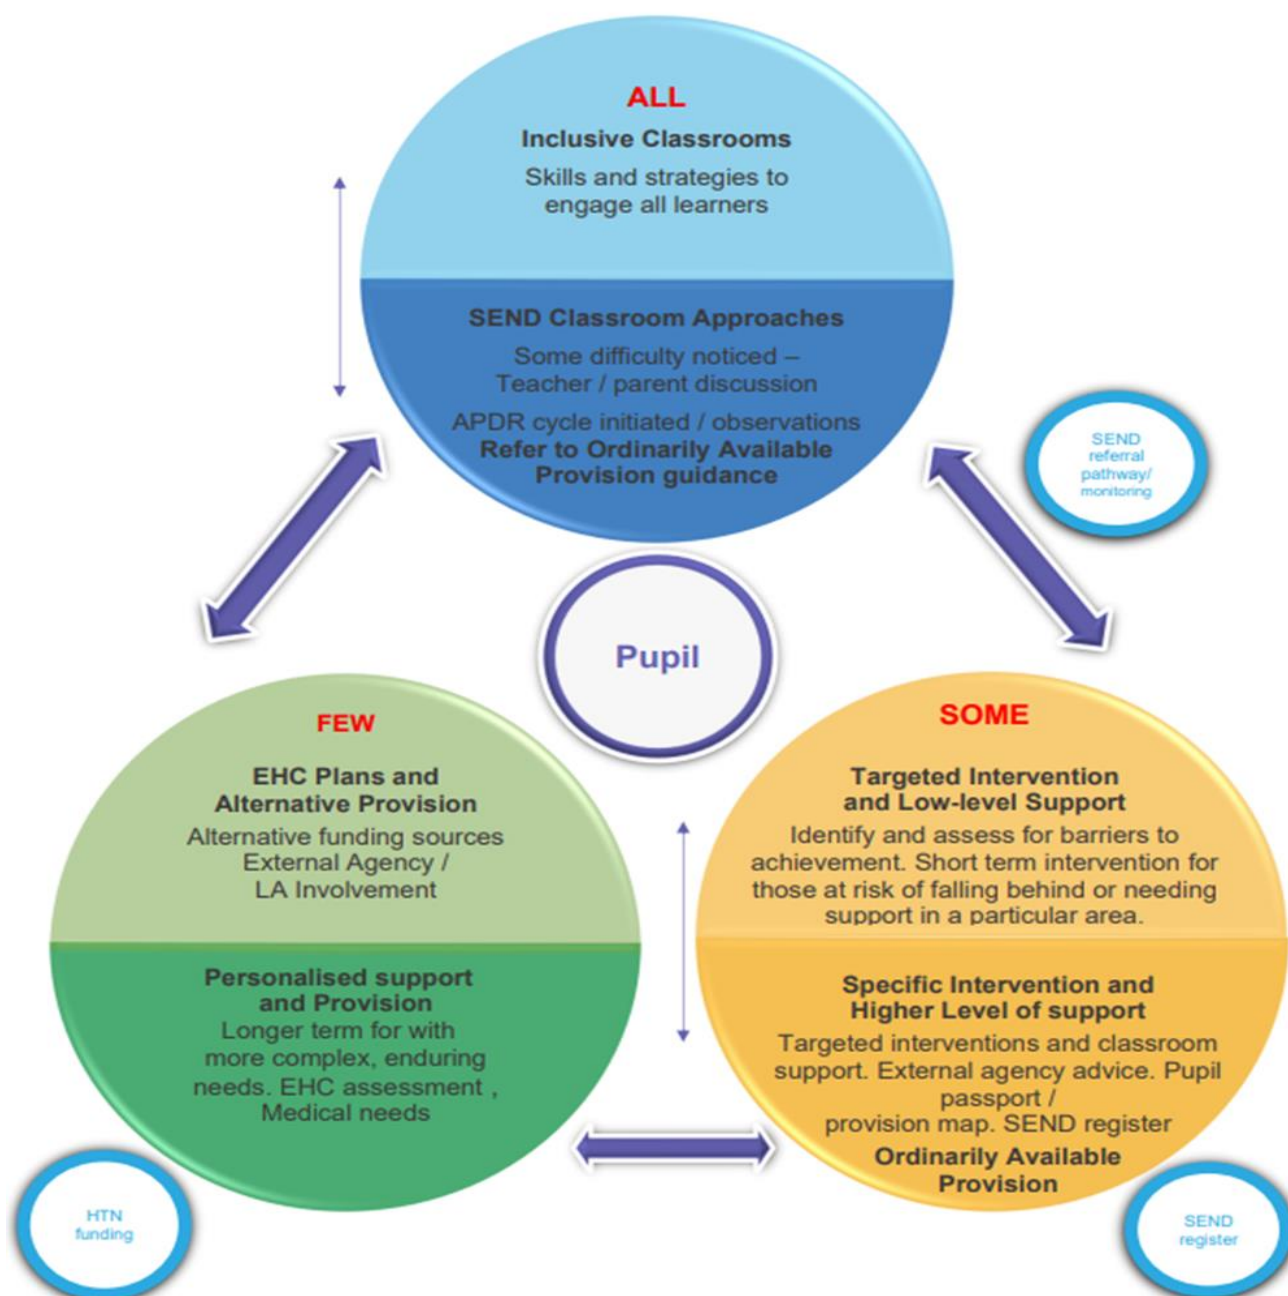 ALL
Inclusive Classrooms
Skills and strategies to
engage all learners
SEND Classroom Approaches
Some difficulty noticed –
Teacher / parent discussion
APDR cycle initiated / observations
Refer to Ordinarily Available
Provision guidance
SEND
referral
pathway/
monitoring
Pupil
FEW
EHC Plans and
Alternative Provision
Alternative funding sources
External Agency /
LA Involvement
Personalised support
and Provision
Longer term for with
more complex, enduring
needs. EHC assessment ,
Medical needs
HTN
funding
SOME
Targeted Intervention
and Low-level Support
Identify and assess for barriers to
achievement. Short term intervention for
those at risk of falling behind or needing
support in a particular area.
Specific Intervention and
Higher Level of support
Targeted interventions and classroom
support. External agency advice. Pupil
passport /
provision map. SEND register
Ordinarily Available
Provision
SEND
register